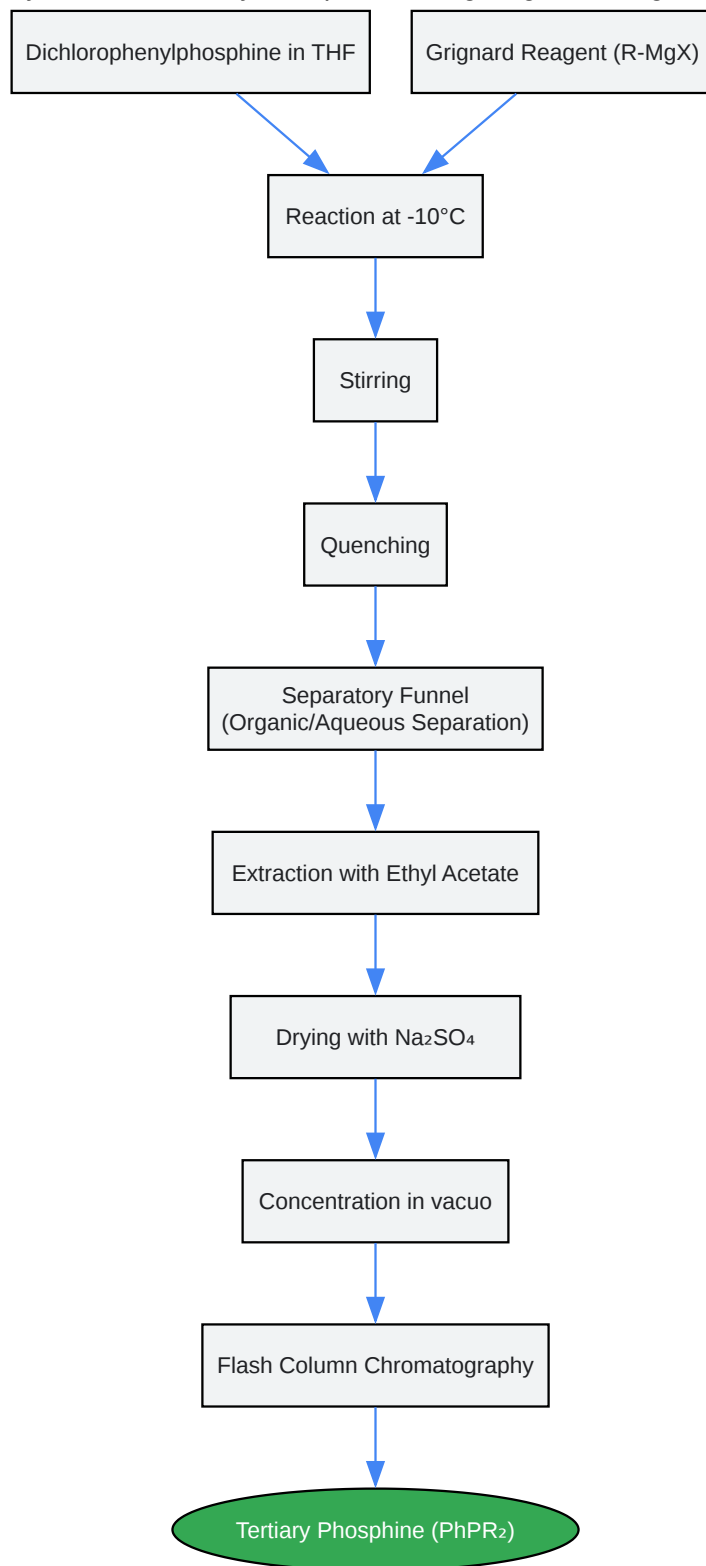 Dichlorophenylphosphine in THF
Grignard Reagent (R-MgX)
Reaction at -10°C
Stirring
Quenching
Separatory Funnel
(Organic/Aqueous Separation)
Extraction with Ethyl Acetate
Drying with Na₂SO₄
Concentration in vacuo
Flash Column Chromatography
Tertiary Phosphine (PhPR₂)